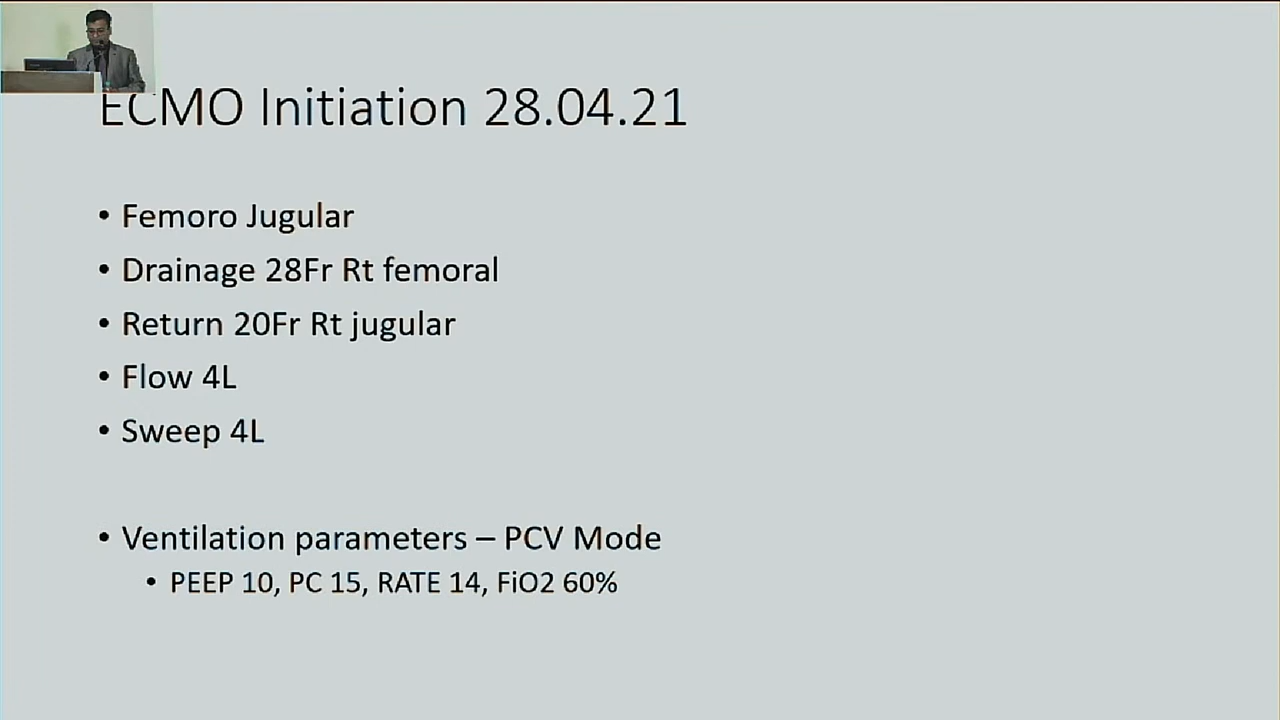 ECMO Initiation 28.04.21
• Femoro Jugular
• Drainage 28Fr Rt femoral
• Return 20Fr Rt jugular
• Flow 4L
• Sweep 4L
• Ventilation parameters – PCV Mode
• PEEP 10, PC 15, RATE 14, FiO2 60%